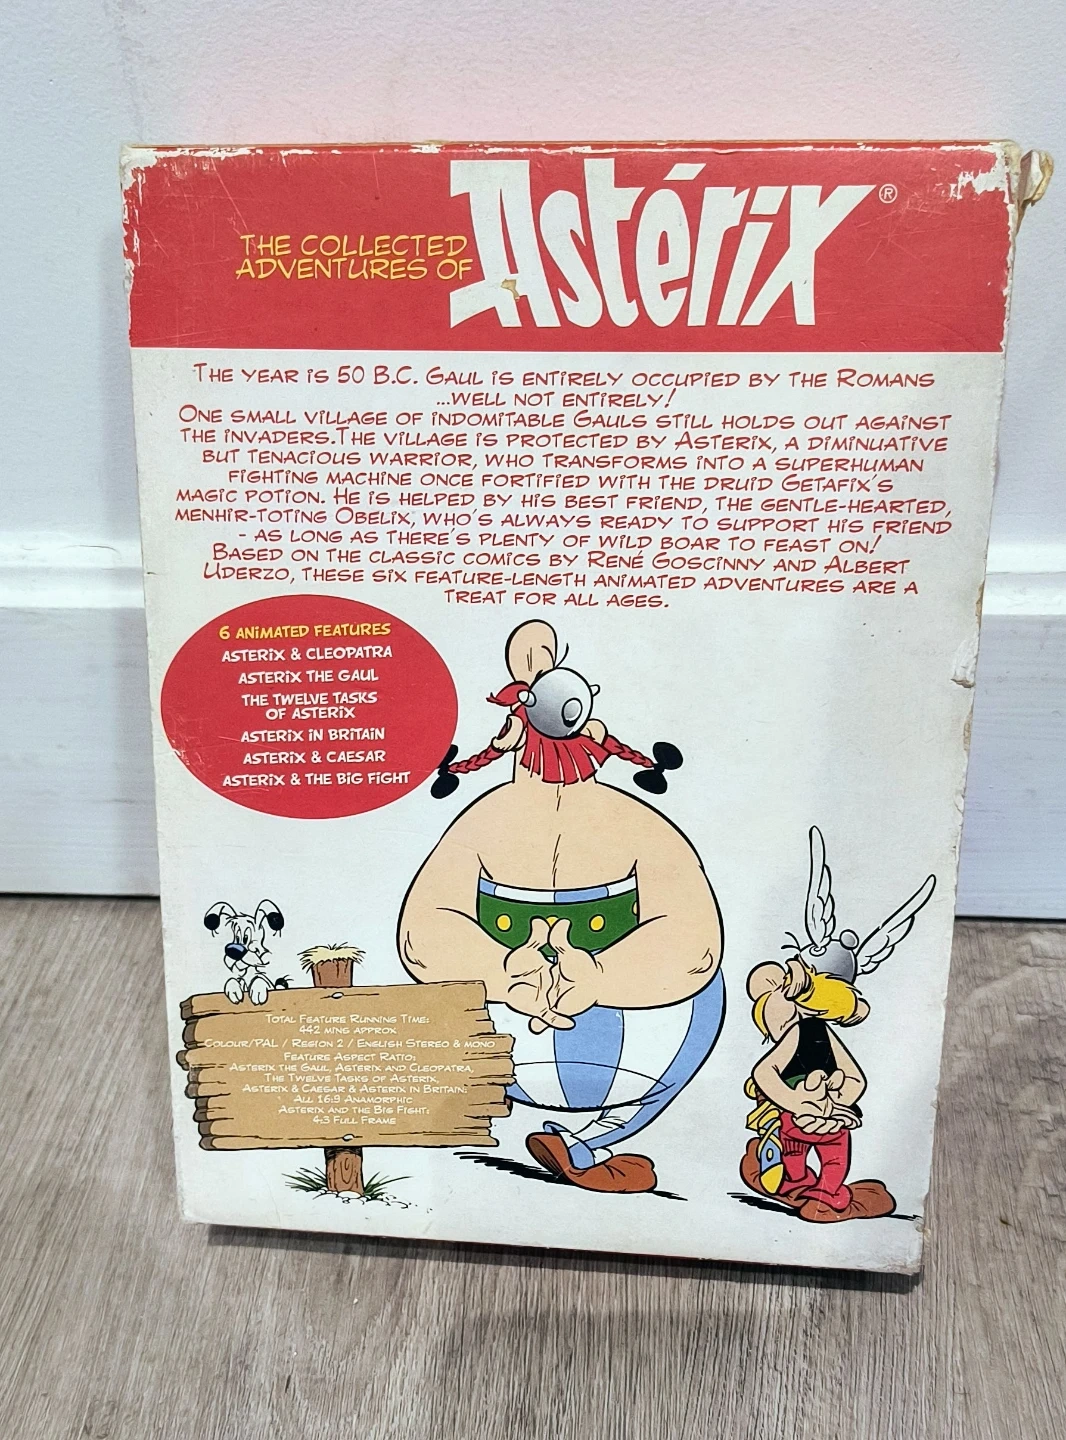 THE COLLECTED
ADVENTURES OF
Astérix®
THE YEAR IS 50 B.C. GAUL IS ENTIRELY OCCUPIED BY THE ROMANS
...WELL NOT ENTIRELY!
ONE SMALL VILLAGE OF INDOMITABLE GAULS STILL HOLDS OUT AGAINST
THE INVADERS.THE VILLAGE IS PROTECTED BY ASTERIX, A DIMINUATIVE
BUT TENACIOUS WARRIOR, WHO TRANSFORMS INTO A SUPERHUMAN
FIGHTING MACHINE ONCE FORTIFIED WITH THE DRUID GETAFIX'S
MAGIC POTION. HE IS HELPED BY HIS BEST FRIEND, THE GENTLE-HEARTED,
MENHIR-TOTING OBELIX, WHO'S ALWAYS READY TO SUPPORT HIS FRIEND
- AS LONG AS THERE'S PLENTY OF WILD BOAR TO FEAST ON!
BASED ON THE CLASSIC COMICS BY RENÉ GOSCINNY AND ALBERT
UDERZO, THESE SIX FEATURE-LENGTH ANIMATED ADVENTURES ARE A
TREAT FOR ALL AGES.
6 ANIMATED FEATURES
ASTERIX & CLEOPATRA
ASTERIX THE GAUL
THE TWELVE TASKS
OF ASTERIX
ASTERIX IN BRITAIN
ASTERIX & CAESAR
ASTERIX & THE BIG FIGHT
TOTAL FEATURE RUNNING TIME:
442 MINS APPROX
COLOUR/PAL / REGION 2 / ENGLISH STEREO & MONO
FEATURE ASPECT RATIO:
ASTERIX THE GAUL, ASTERIX AND CLEOPATRA,
THE TWELVE TASKS OF ASTERIX,
ASTERIX & CAESAR & ASTERIX IN BRITAIN:
ALL 16:9 ANAMORPHIC
ASTERIX AND THE BIG FIGHT:
4:3 FULL FRAME